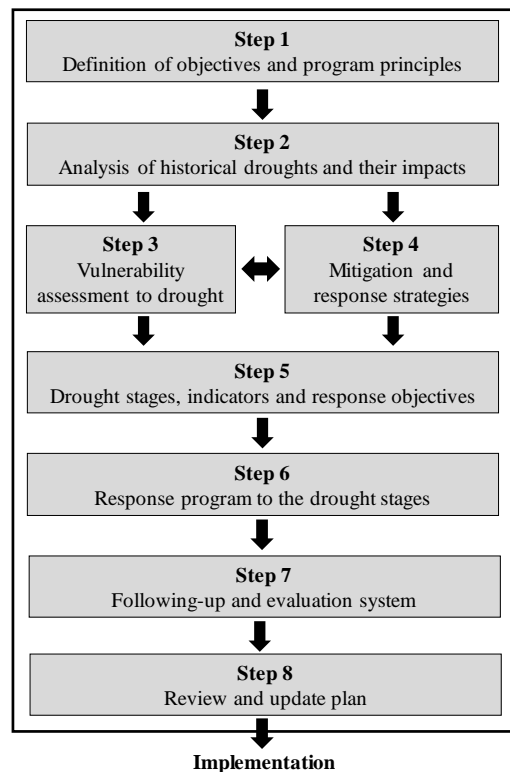 Step 1
Definition of objectives and program principles
Step 2
Analysis of historical droughts and their impacts
Step 3
Vulnerability
assessment to drought
Step 4
Mitigation and
response strategies
Step 5
Drought stages, indicators and response objectives
Step 6
Response program to the drought stages
Step 7
Following-up and evaluation system
Step 8
Review and update plan
Implementation